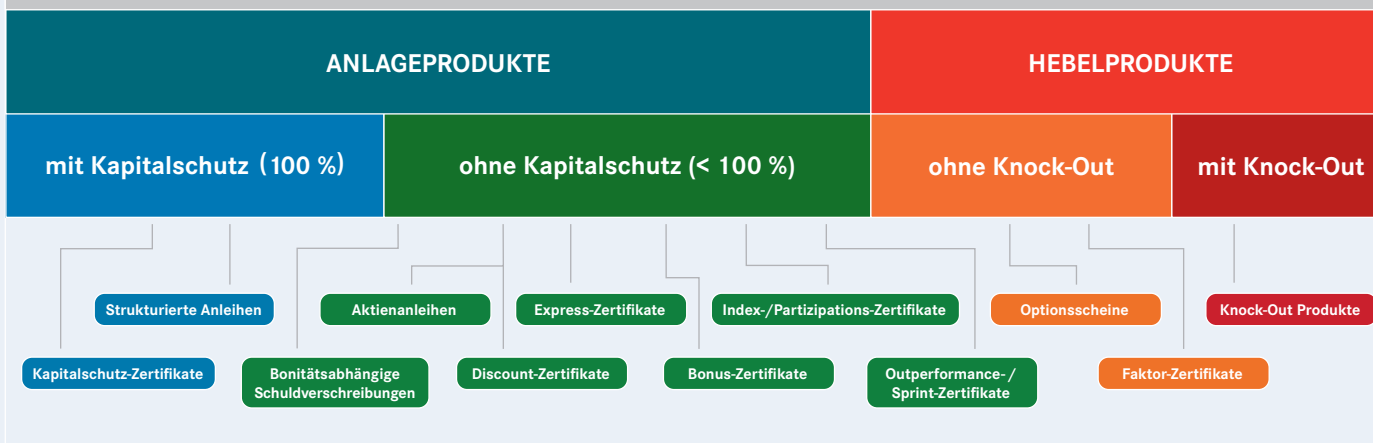 ANLAGEPRODUKTE
HEBELPRODUKTE
mit Kapitalschutz (100 %)
ohne Kapitalschutz (< 100 %)
ohne Knock-Out
mit Knock-Out
Strukturierte Anleihen
Aktienanleihen
Express-Zertifikate
Index-/Partizipations-Zertifikate
Optionsscheine
Knock-Out Produkte
Kapitalschutz-Zertifikate
Bonitätsabhängige
Schuldverschreibungen
Discount-Zertifikate
Bonus-Zertifikate
Outperformance-/
Sprint-Zertifikate
Faktor-Zertifikate